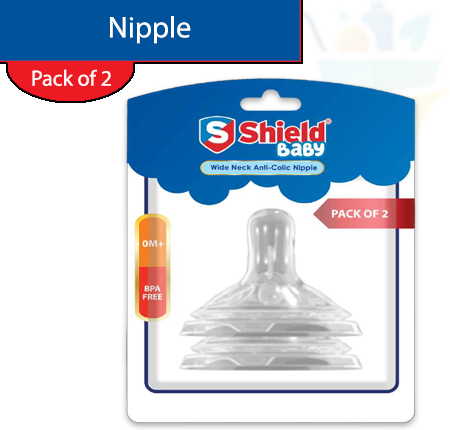 Nipple
Pack of 2
S Shield®
BABY
Wide Neck Anti-Colic Nipple
PACK OF 2
0M+
BPA
FREE